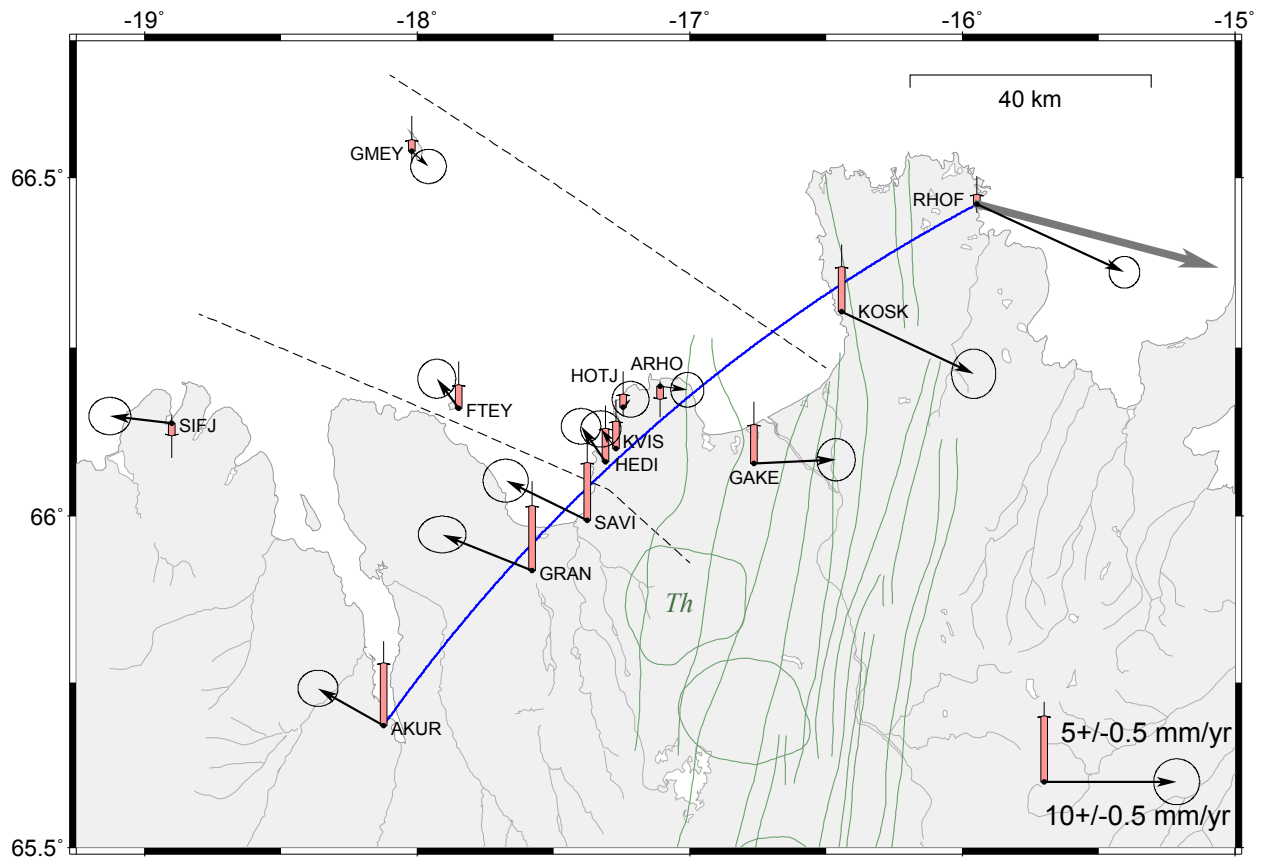 -19˚ -18˚ -17˚ -16˚ -15˚
40 km
GMEY
66.5˚
RHOF
KOSK
ARHO
HOTJ
FTEY
SIFJ
KVIS
HEDI
GAKE
SAVI
66˚
GRAN
Th
AKUR
5+/-0.5 mm/yr
10+/-0.5 mm/yr
65.5˚